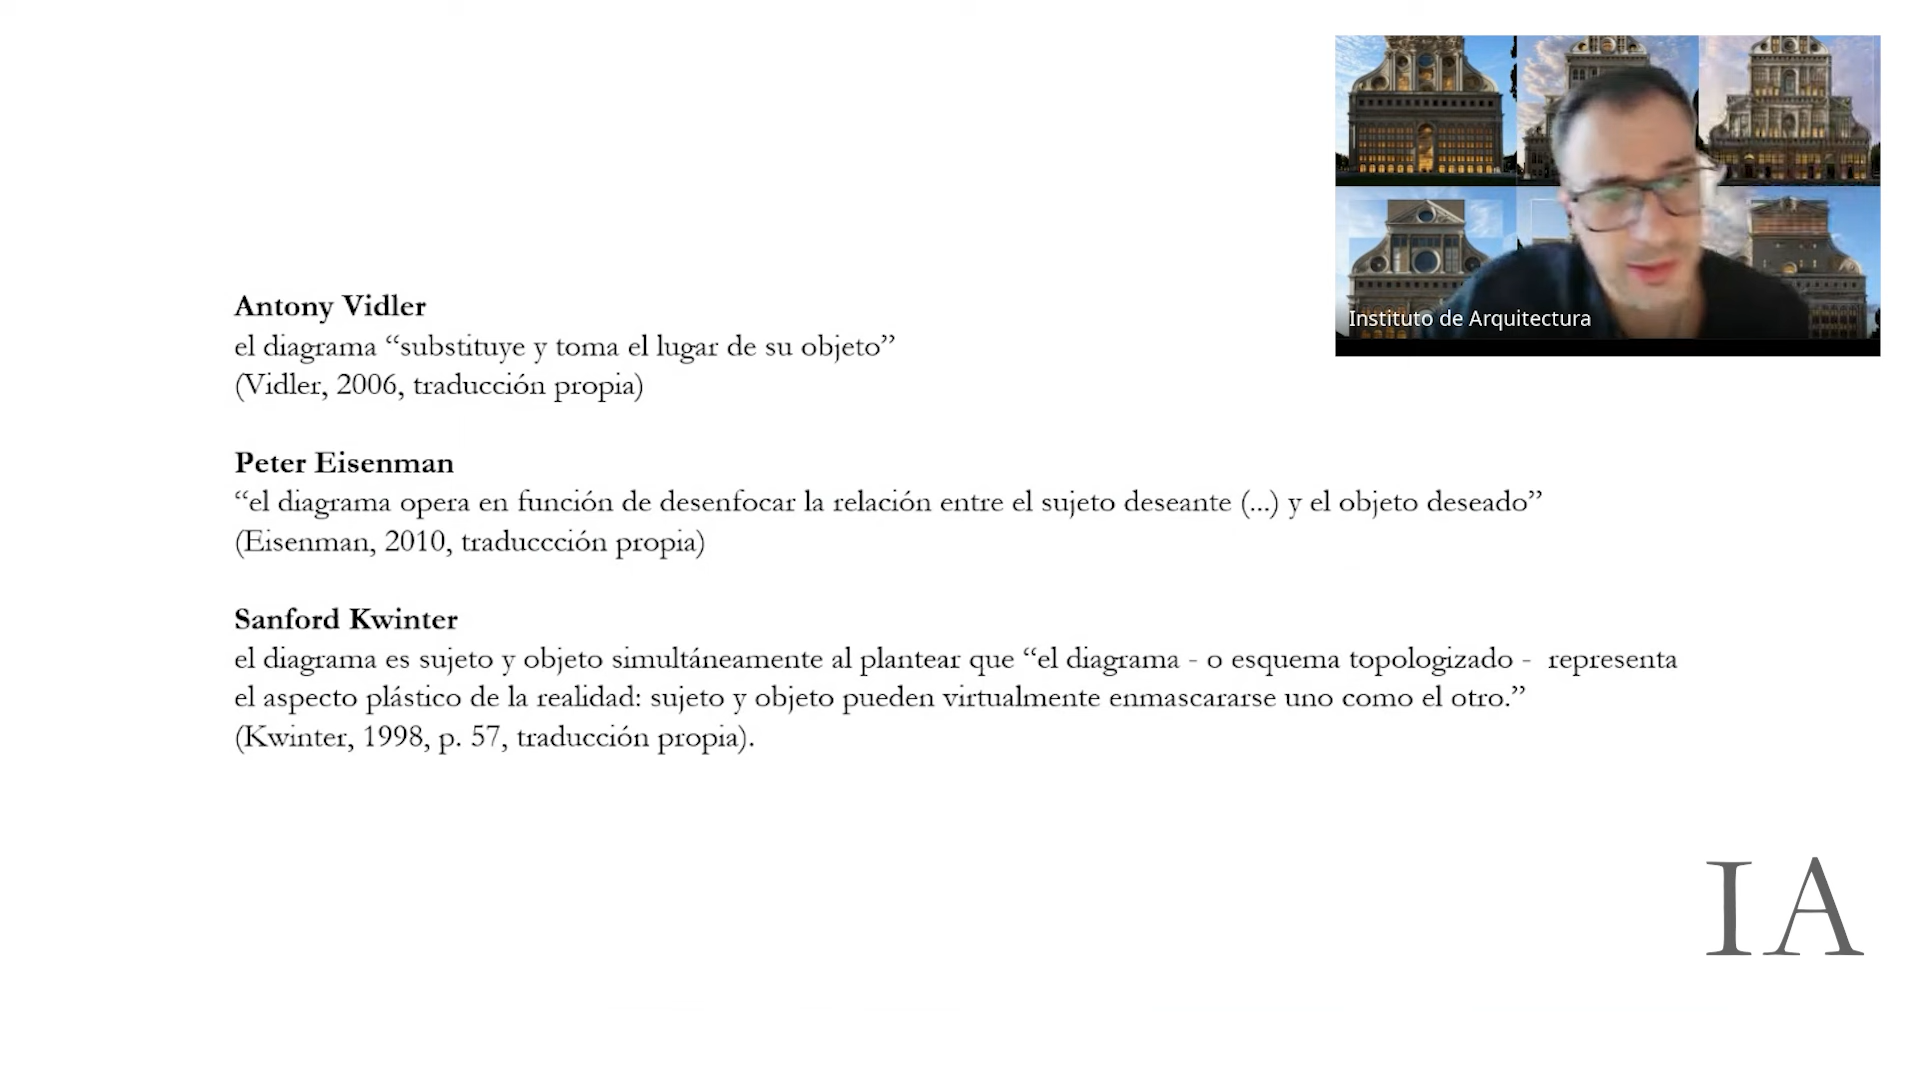 Instituto de Arquitectura
Antony Vidler
el diagrama “substituye y toma el lugar de su objeto”
(Vidler, 2006, traducción propia)
Peter Eisenman
“el diagrama opera en función de desenfocar la relación entre el sujeto deseante (...) y el objeto deseado”
(Eisenman, 2010, traduccción propia)
Sanford Kwinter
el diagrama es sujeto y objeto simultáneamente al plantear que “el diagrama - o esquema topologizado - representa
el aspecto plástico de la realidad: sujeto y objeto pueden virtualmente enmascararse uno como el otro.”
(Kwinter, 1998, p. 57, traducción propia).
IA